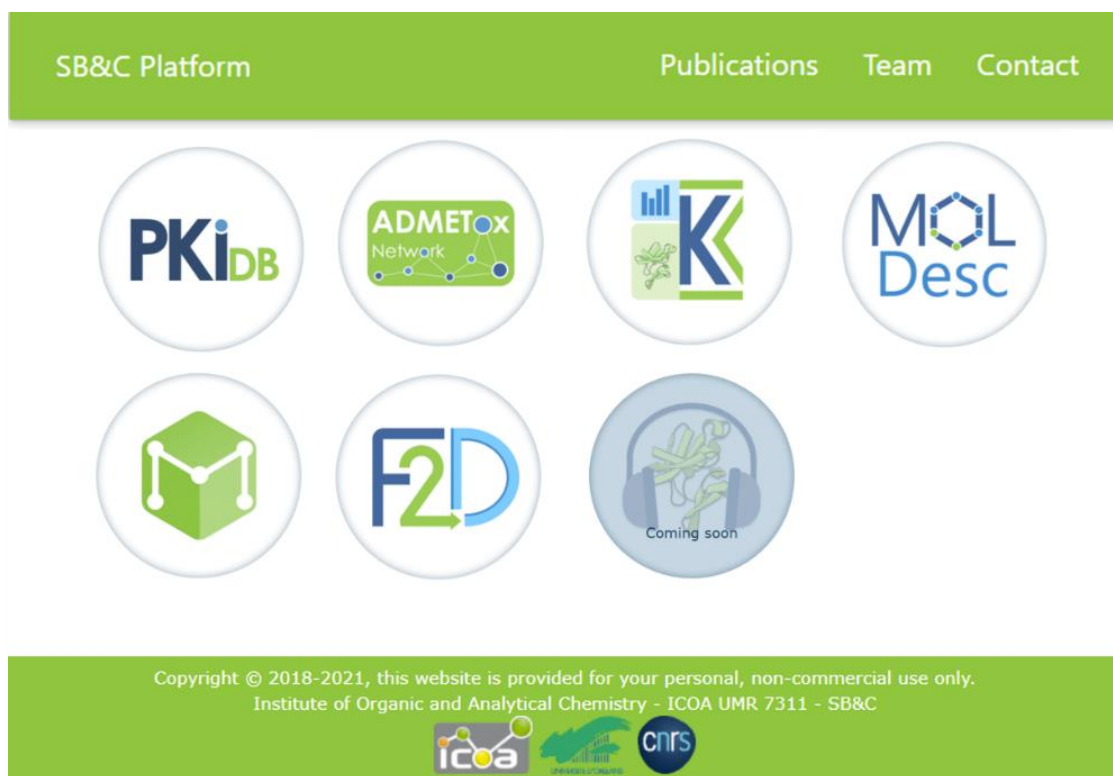 SB&C Platform
Publications Team Contact
PKiDB
ADMETox
Network
K
MOL
Desc
F2D
Coming soon
Copyright © 2018-2021, this website is provided for your personal, non-commercial use only.
Institute of Organic and Analytical Chemistry - ICOA UMR 7311 - SB&C
icoa
cnrs